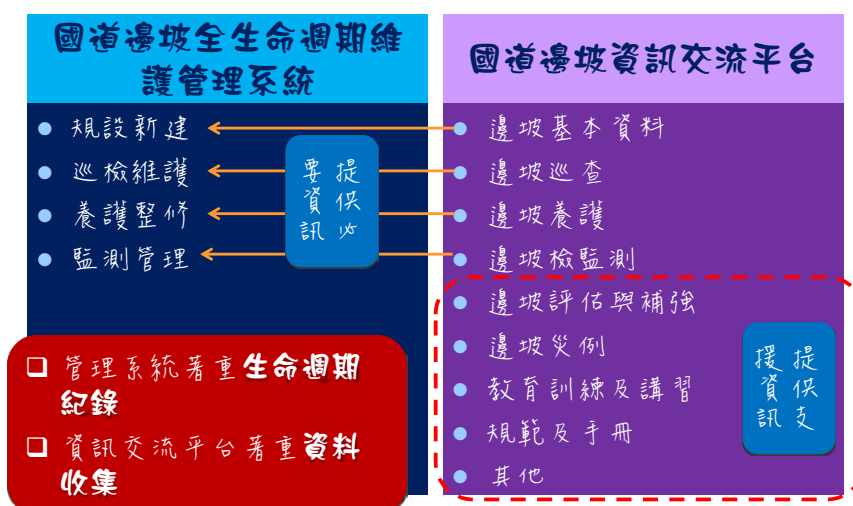 國道邊坡全生命週期維
護管理系統
規設新建
巡檢維護
養護整修
監測管理
提供必
要資訊
管理系統著重生命週期
紀錄
資訊交流平台著重資料
收集
國道邊坡資訊交流平台
邊坡基本資料
邊坡巡查
邊坡養護
邊坡檢監測
邊坡評估與補強
邊坡災例
教育訓練及講習
規範及手冊
其他
提供支
援資訊